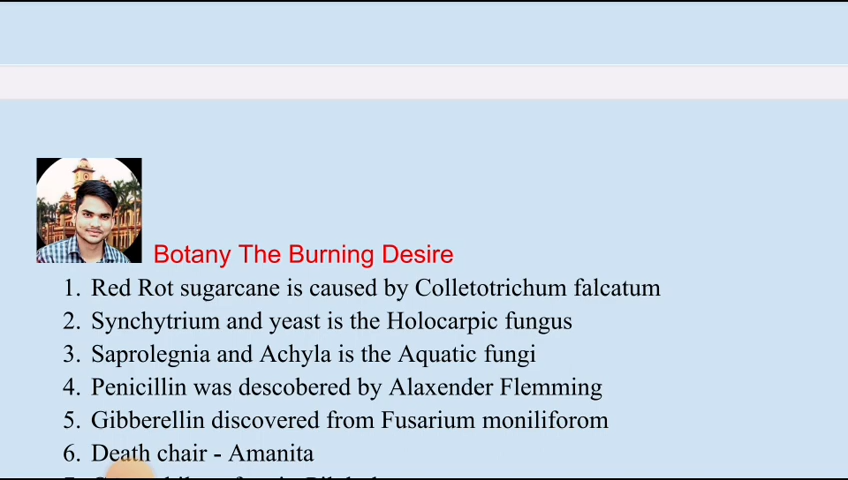 Botany The Burning Desire
1. Red Rot sugarcane is caused by Colletotrichum falcatum
2. Synchytrium and yeast is the Holocarpic fungus
3. Saprolegnia and Achyla is the Aquatic fungi
4. Penicillin was descobered by Alaxender Flemming
5. Gibberellin discovered from Fusarium moniliforom
6. Death chair - Amanita